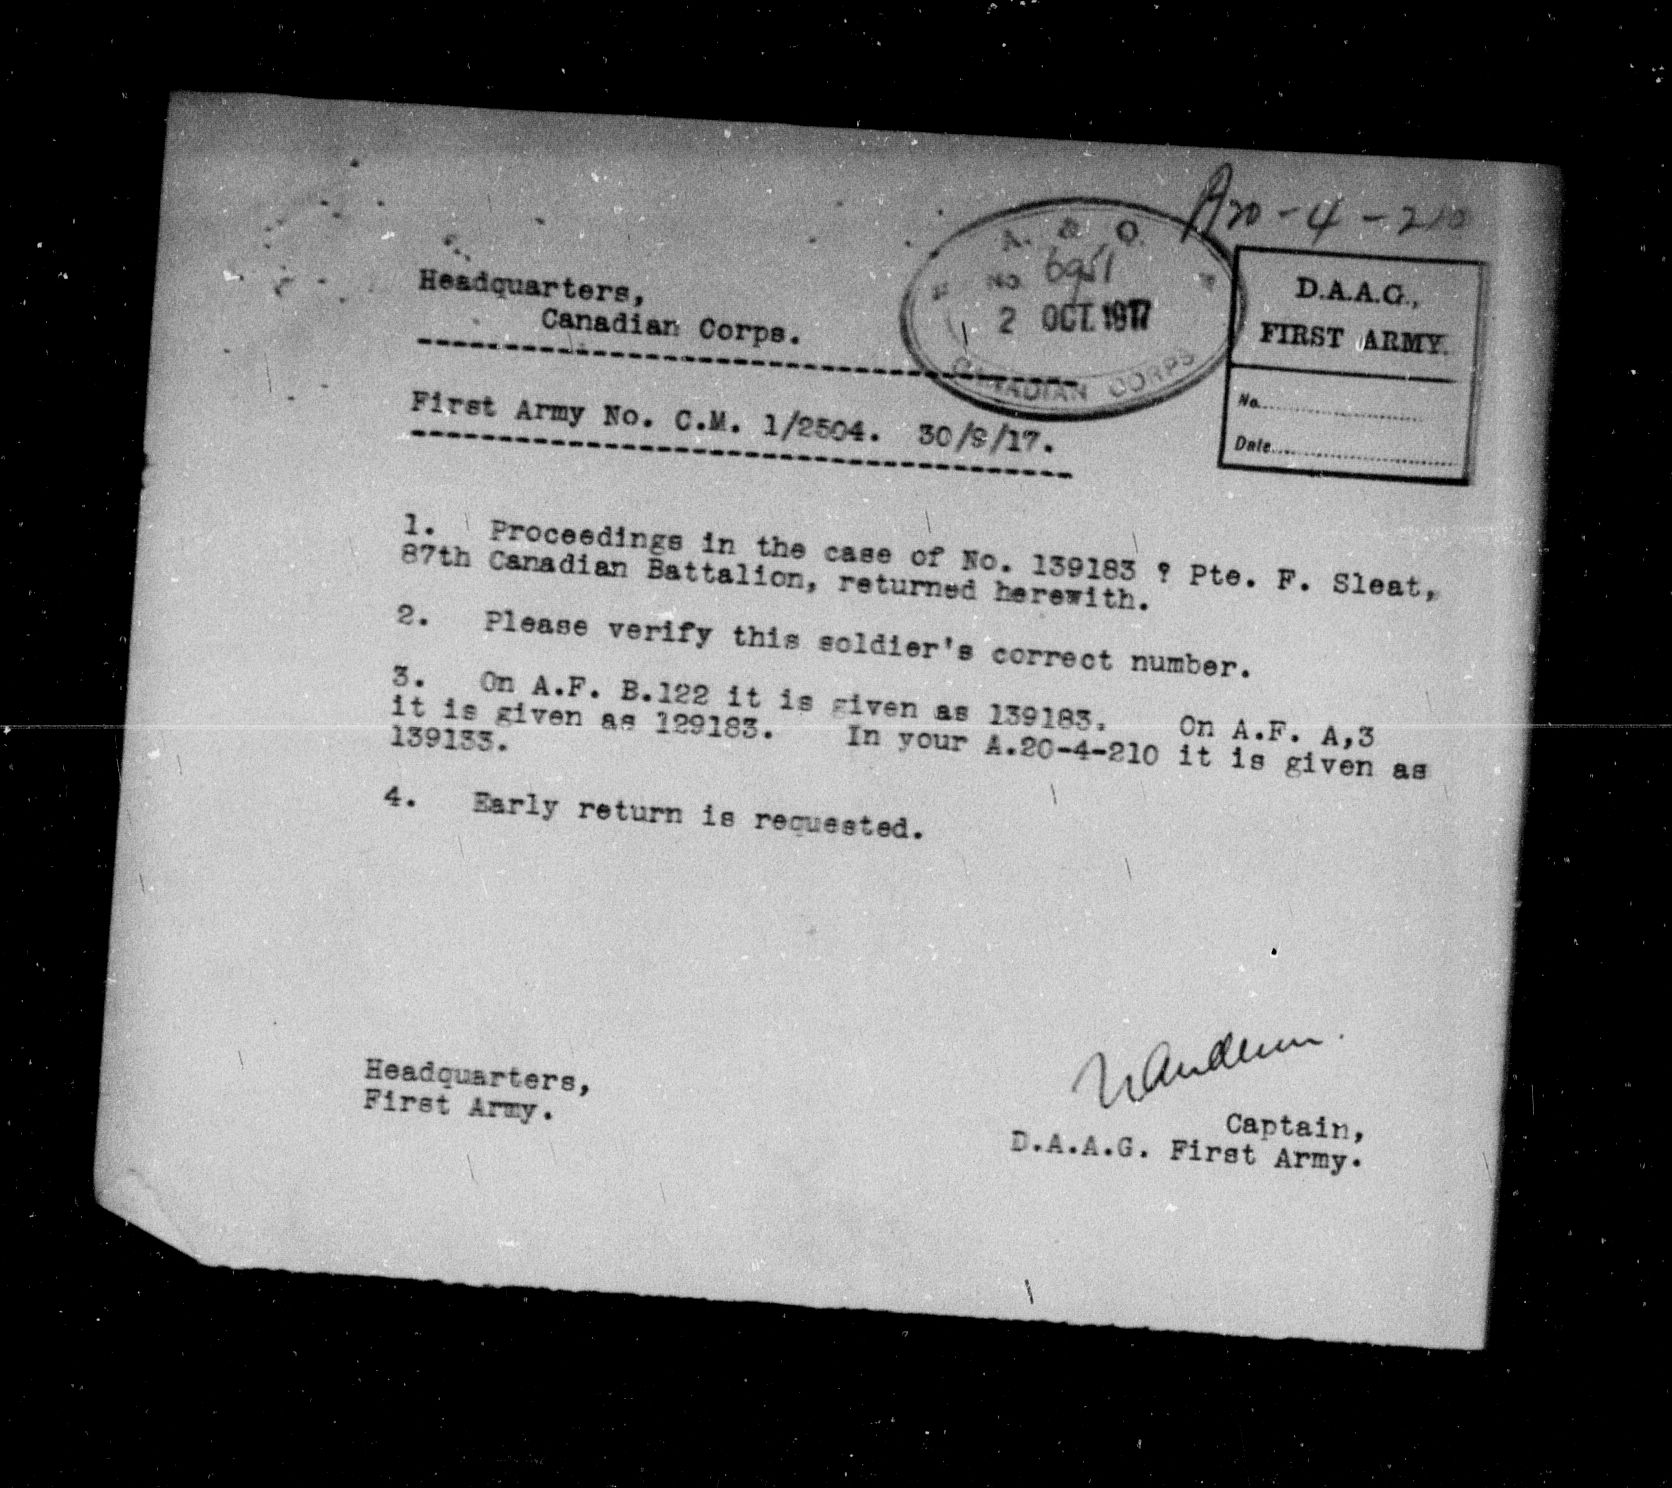 A20-4-210
A. & Q.
No. 6951
2 OCT. 1917
CANADIAN CORPS
D.A.A.G.,
FIRST ARMY.
No.
Date
Headquarters,
Canadian Corps.
First Army No. C.M. 1/2504. 30/9/17.
1. Proceedings in the case of No. 139183 ? Pte. F. Sleat,
87th Canadian Battalion, returned herewith.
2. Please verify this soldier's correct number.
3. On A.F. B.122 it is given as 139183. On A.F. A,3
it is given as 129183. In your A.20-4-210 it is given as
139133.
4. Early return is requested.
Headquarters,
First Army.
Captain,
D.A.A.G. First Army.